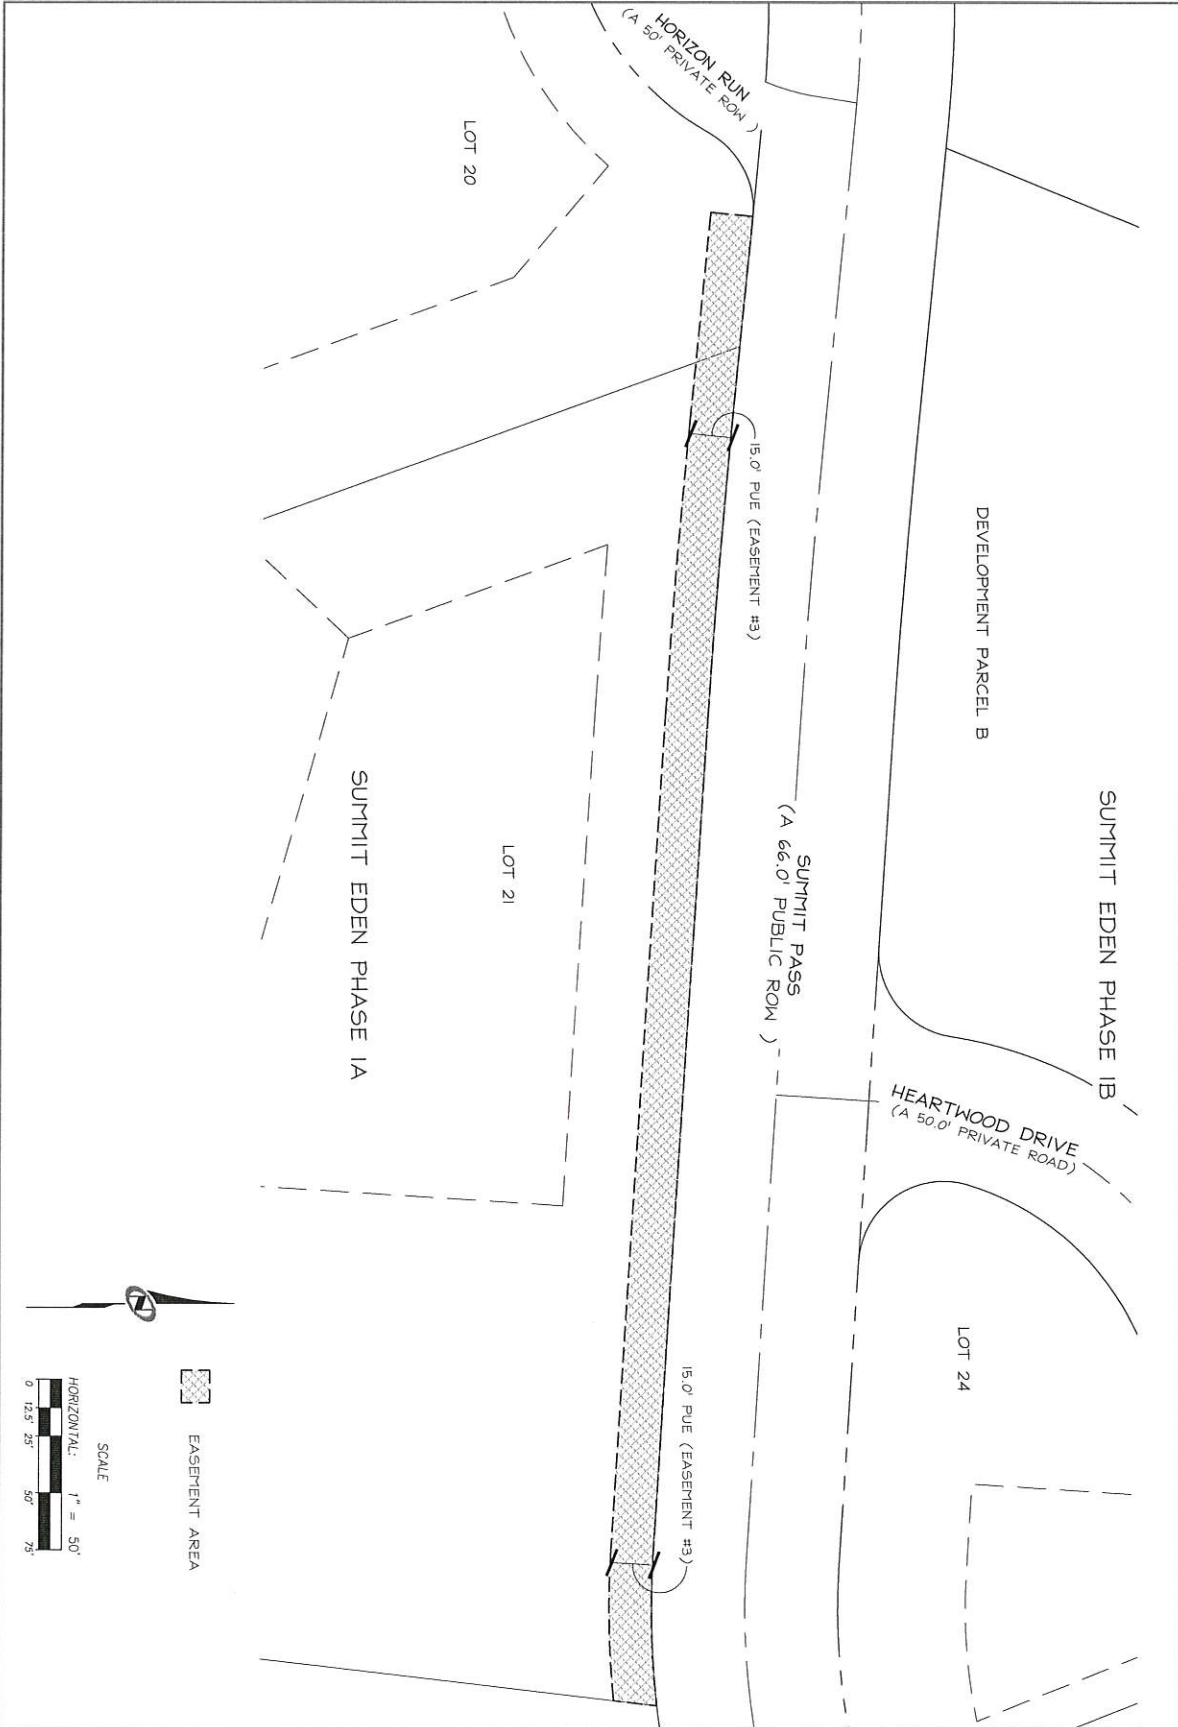 HORIZON RUN
(A 50' PRIVATE ROW )
LOT 20
15.0' PUE (EASEMENT #3)
DEVELOPMENT PARCEL B
SUMMIT EDEN PHASE 1B
SUMMIT PASS
(A 66.0' PUBLIC ROW )
HEARTWOOD DRIVE
(A 50.0' PRIVATE ROAD)
LOT 21
SUMMIT EDEN PHASE 1A
LOT 24
15.0' PUE (EASEMENT #3)
N
EASEMENT AREA
SCALE
HORIZONTAL: 1" = 50'
0 12.5' 25' 50' 75'